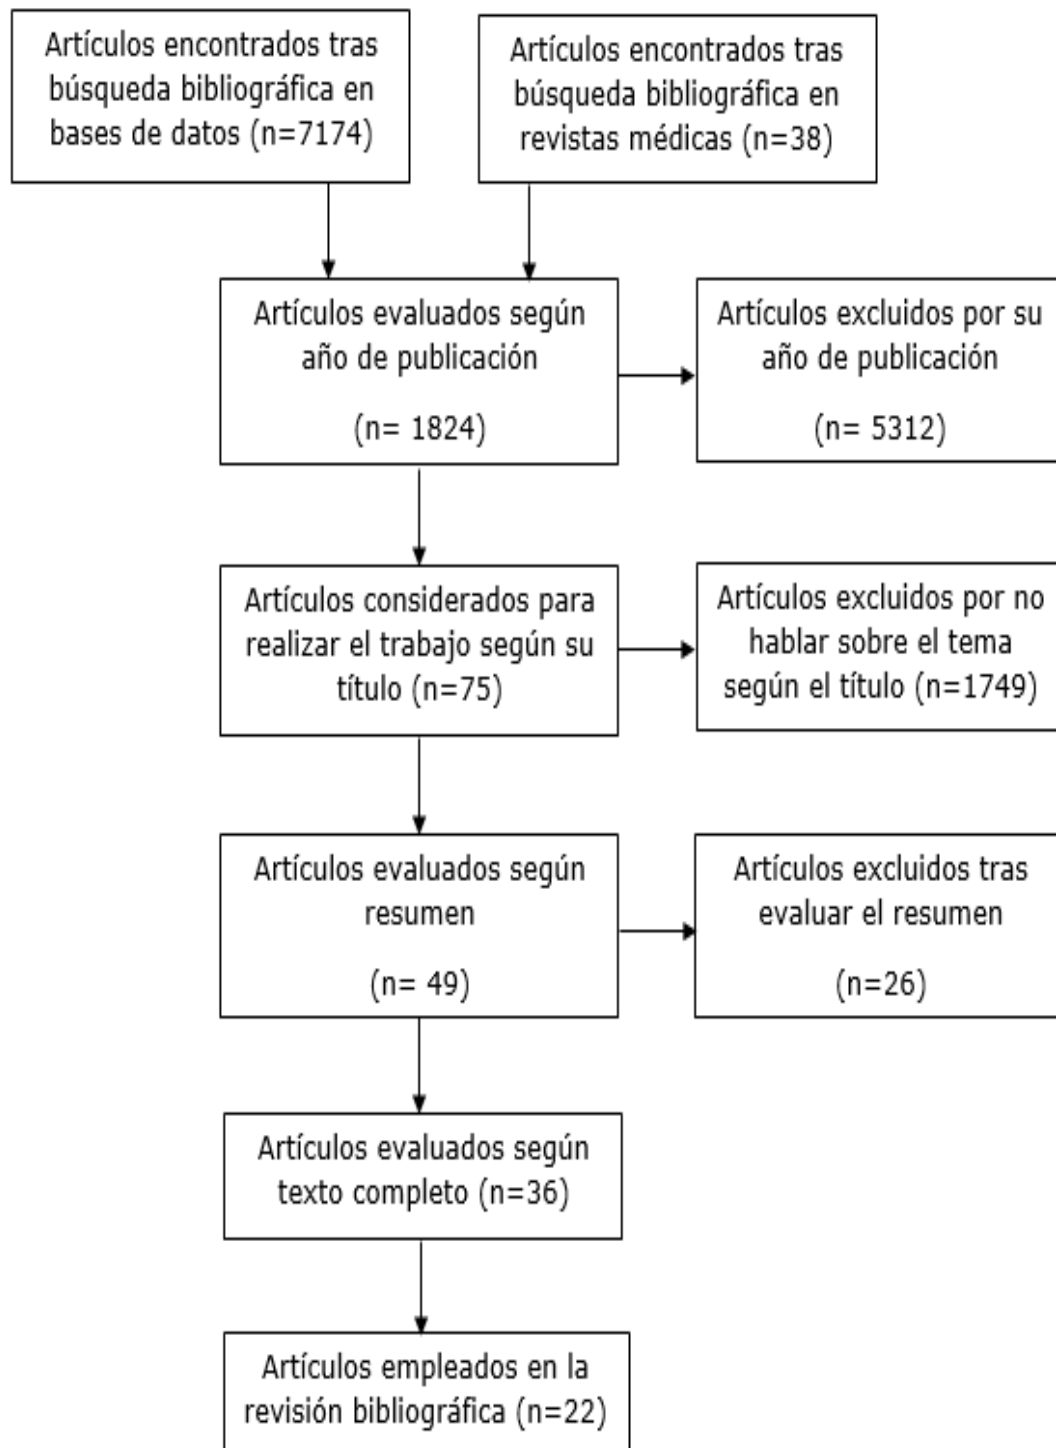 Artículos encontrados tras
búsqueda bibliográfica en
bases de datos (n=7174)
Artículos encontrados tras
búsqueda bibliográfica en
revistas médicas (n=38)
Artículos evaluados según
año de publicación
(n= 1824)
Artículos excluidos por su
año de publicación
(n= 5312)
Artículos considerados para
realizar el trabajo según su
título (n=75)
Artículos excluidos por no
hablar sobre el tema
según el título (n=1749)
Artículos evaluados según
resumen
(n= 49)
Artículos excluidos tras
evaluar el resumen
(n=26)
Artículos evaluados según
texto completo (n=36)
Artículos empleados en la
revisión bibliográfica (n=22)